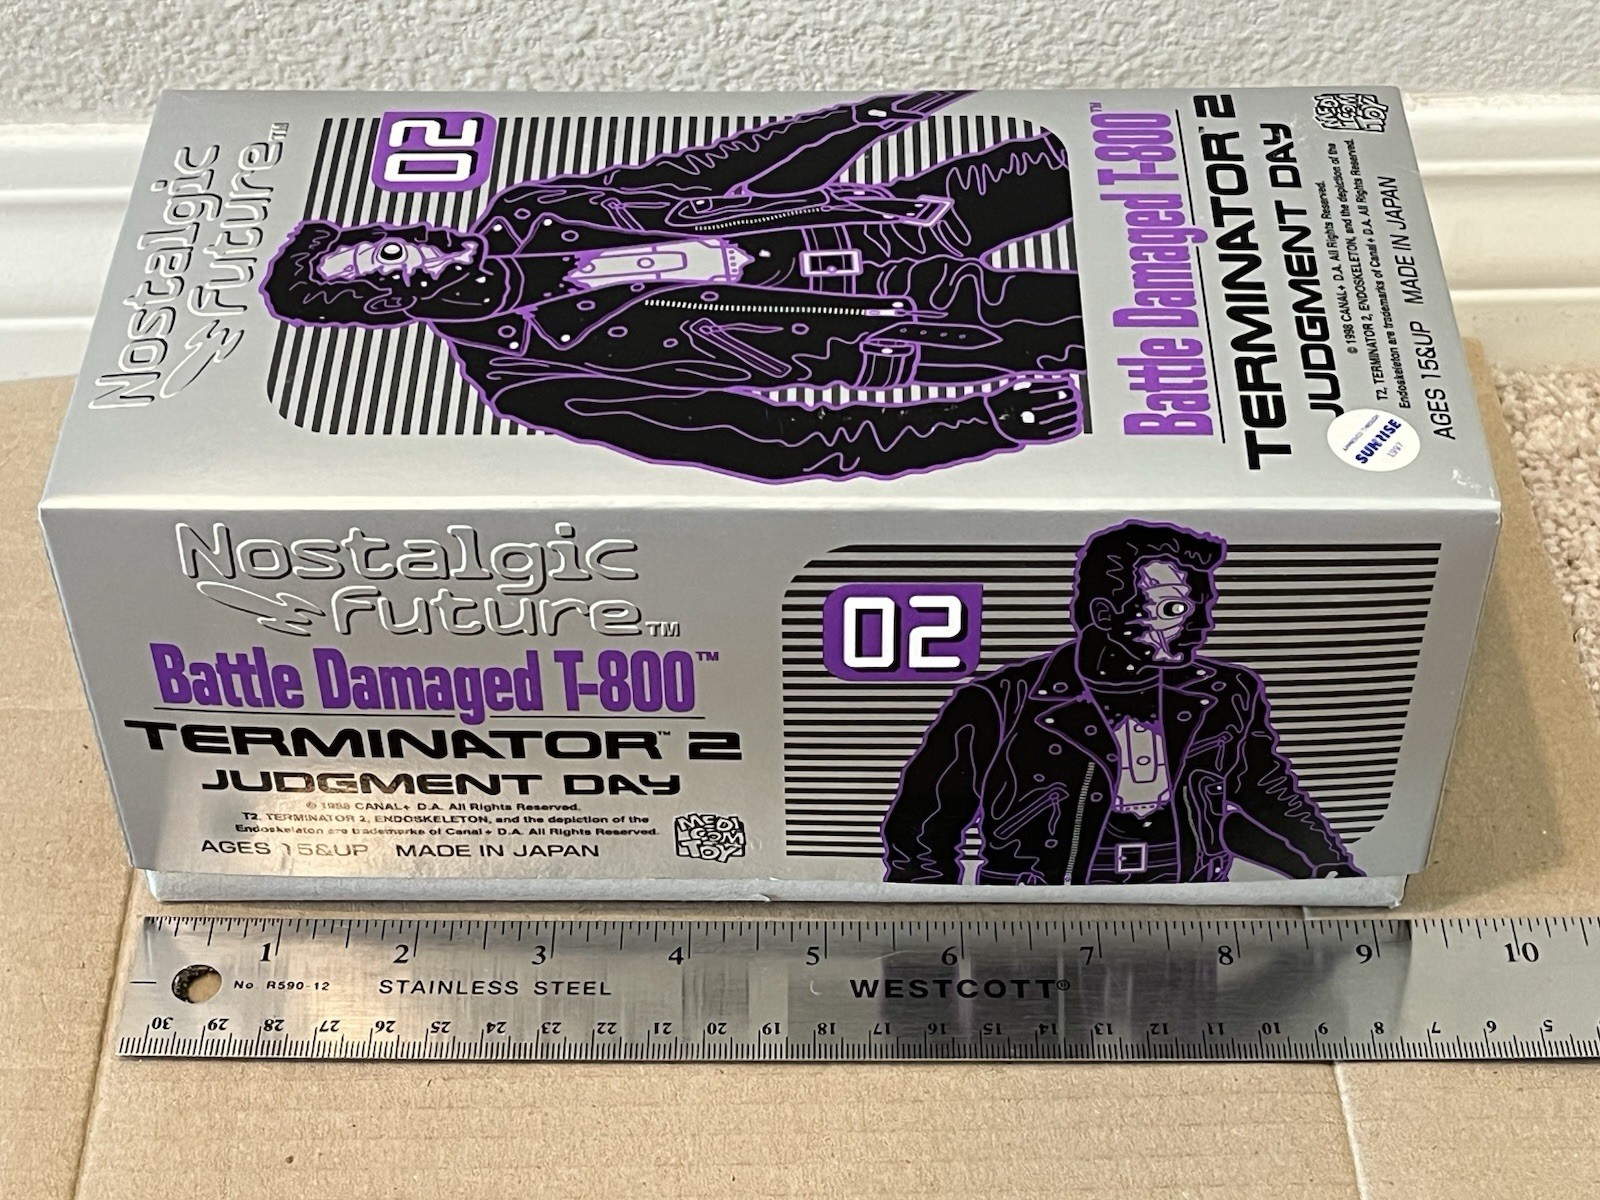 Nostalgic
Future™
02
Battle Damaged T-800™
TERMINATOR™ 2
JUDGMENT DAY
© 1998 CANAL+ D.A. All Rights Reserved.
T2, TERMINATOR 2, ENDOSKELETON, and the depiction of the
Endoskeleton are trademarks of Canal+ D.A. All Rights Reserved.
AGES 15&UP MADE IN JAPAN
MEDI
COM
TOY
SUNRISE
1997
Nostalgic
Future™
Battle Damaged T-800™
TERMINATOR™ 2
JUDGMENT DAY
© 1998 CANAL+ D.A. All Rights Reserved.
T2, TERMINATOR 2, ENDOSKELETON, and the depiction of the
Endoskeleton are trademarks of Canal+ D.A. All Rights Reserved.
AGES 15&UP MADE IN JAPAN
MEDI
COM
TOY
02
1 2 3 4 5 6 7 8 9 10
No. R590-12 STAINLESS STEEL WESTCOTT®
30 29 28 27 26 25 24 23 22 21 20 19 18 17 16 15 14 13 12 11 10 9 8 7 6 5